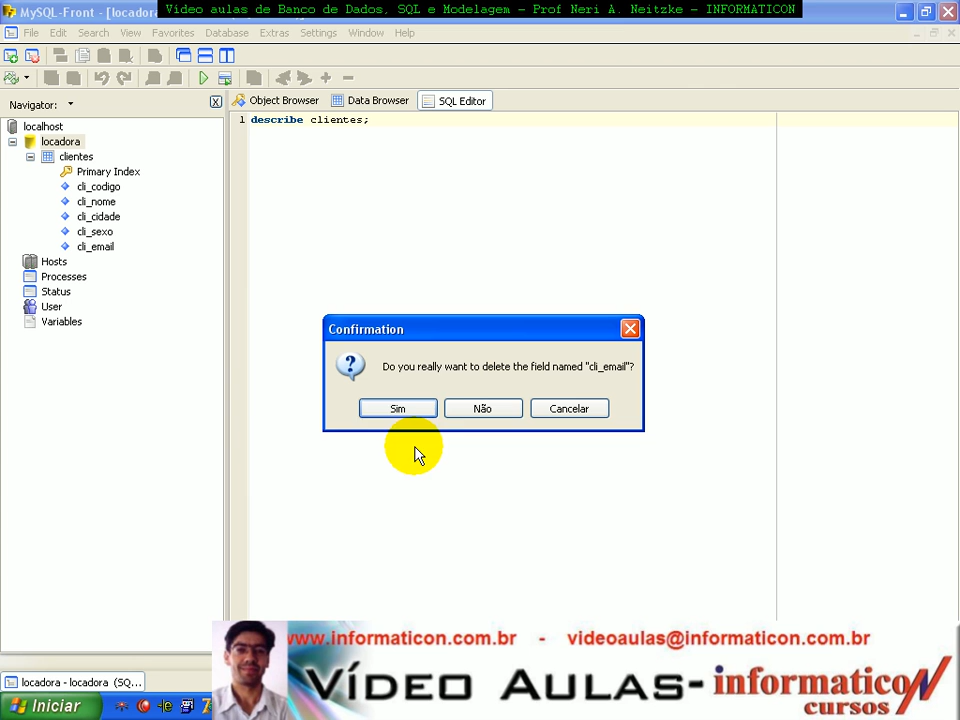 MySQL-Front - [locadora
Vídeo aulas de Banco de Dados, SQL e Modelagem - Prof Neri A. Neitzke - INFORMATICON
File Edit Search View Favorites Database Extras Settings Window Help
Navigator:
Object Browser Data Browser SQL Editor
1 describe clientes;
localhost
locadora
clientes
Primary Index
cli_codigo
cli_nome
cli_cidade
cli_sexo
cli_email
Hosts
Processes
Status
User
Variables
Confirmation
Do you really want to delete the field named "cli_email"?
Sim Não Cancelar
www.informaticon.com.br - videoaulas@informaticon.com.br
locadora - locadora (SQ...
VÍDEO AULAS- informaticon
cursos
Iniciar